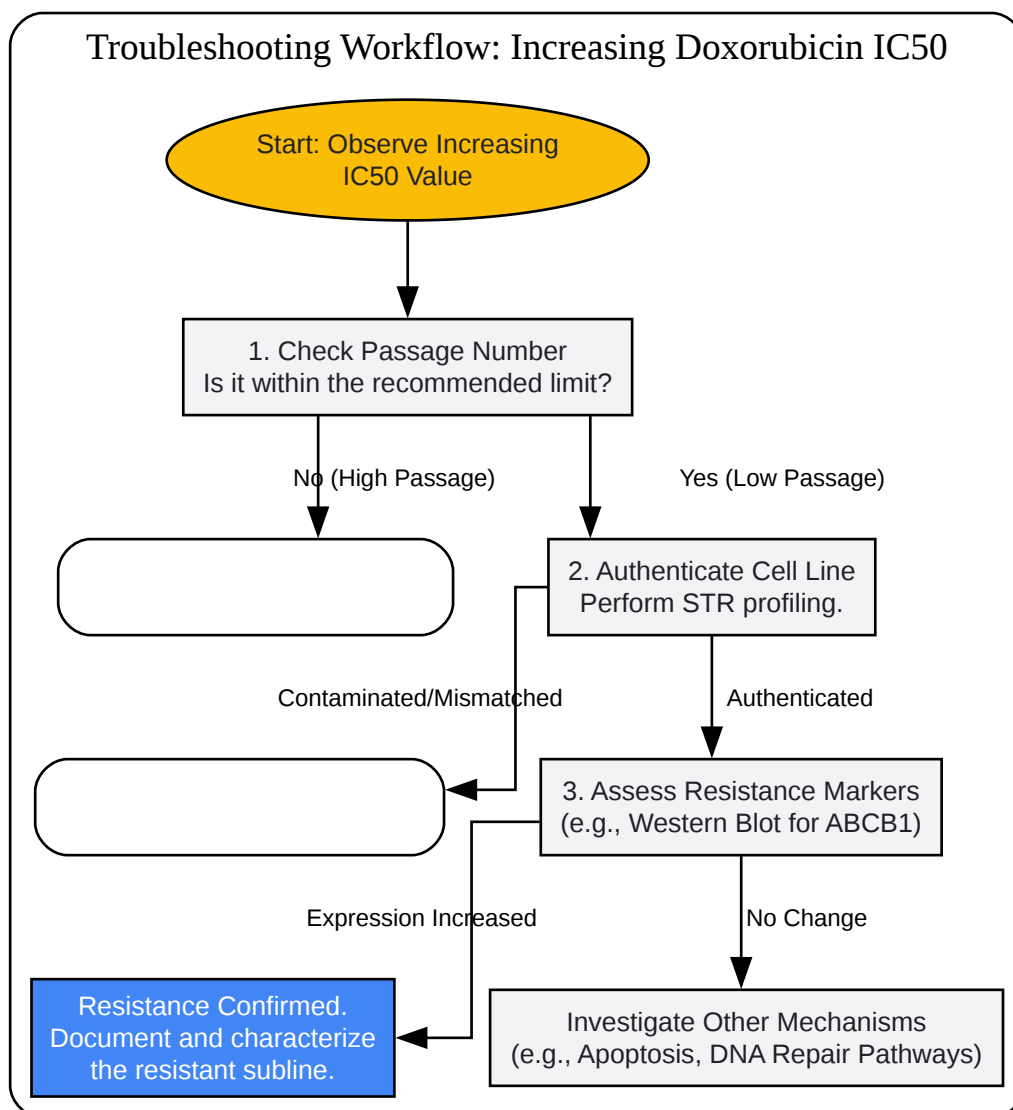 Troubleshooting Workflow: Increasing Doxorubicin IC50
Start: Observe Increasing
IC50 Value
1. Check Passage Number
Is it within the recommended limit?
No (High Passage)
Yes (Low Passage)
2. Authenticate Cell Line
Perform STR profiling.
Contaminated/Mismatched
Authenticated
3. Assess Resistance Markers
(e.g., Western Blot for ABCB1)
Expression Increased
No Change
Resistance Confirmed.
Document and characterize
the resistant subline.
Investigate Other Mechanisms
(e.g., Apoptosis, DNA Repair Pathways)